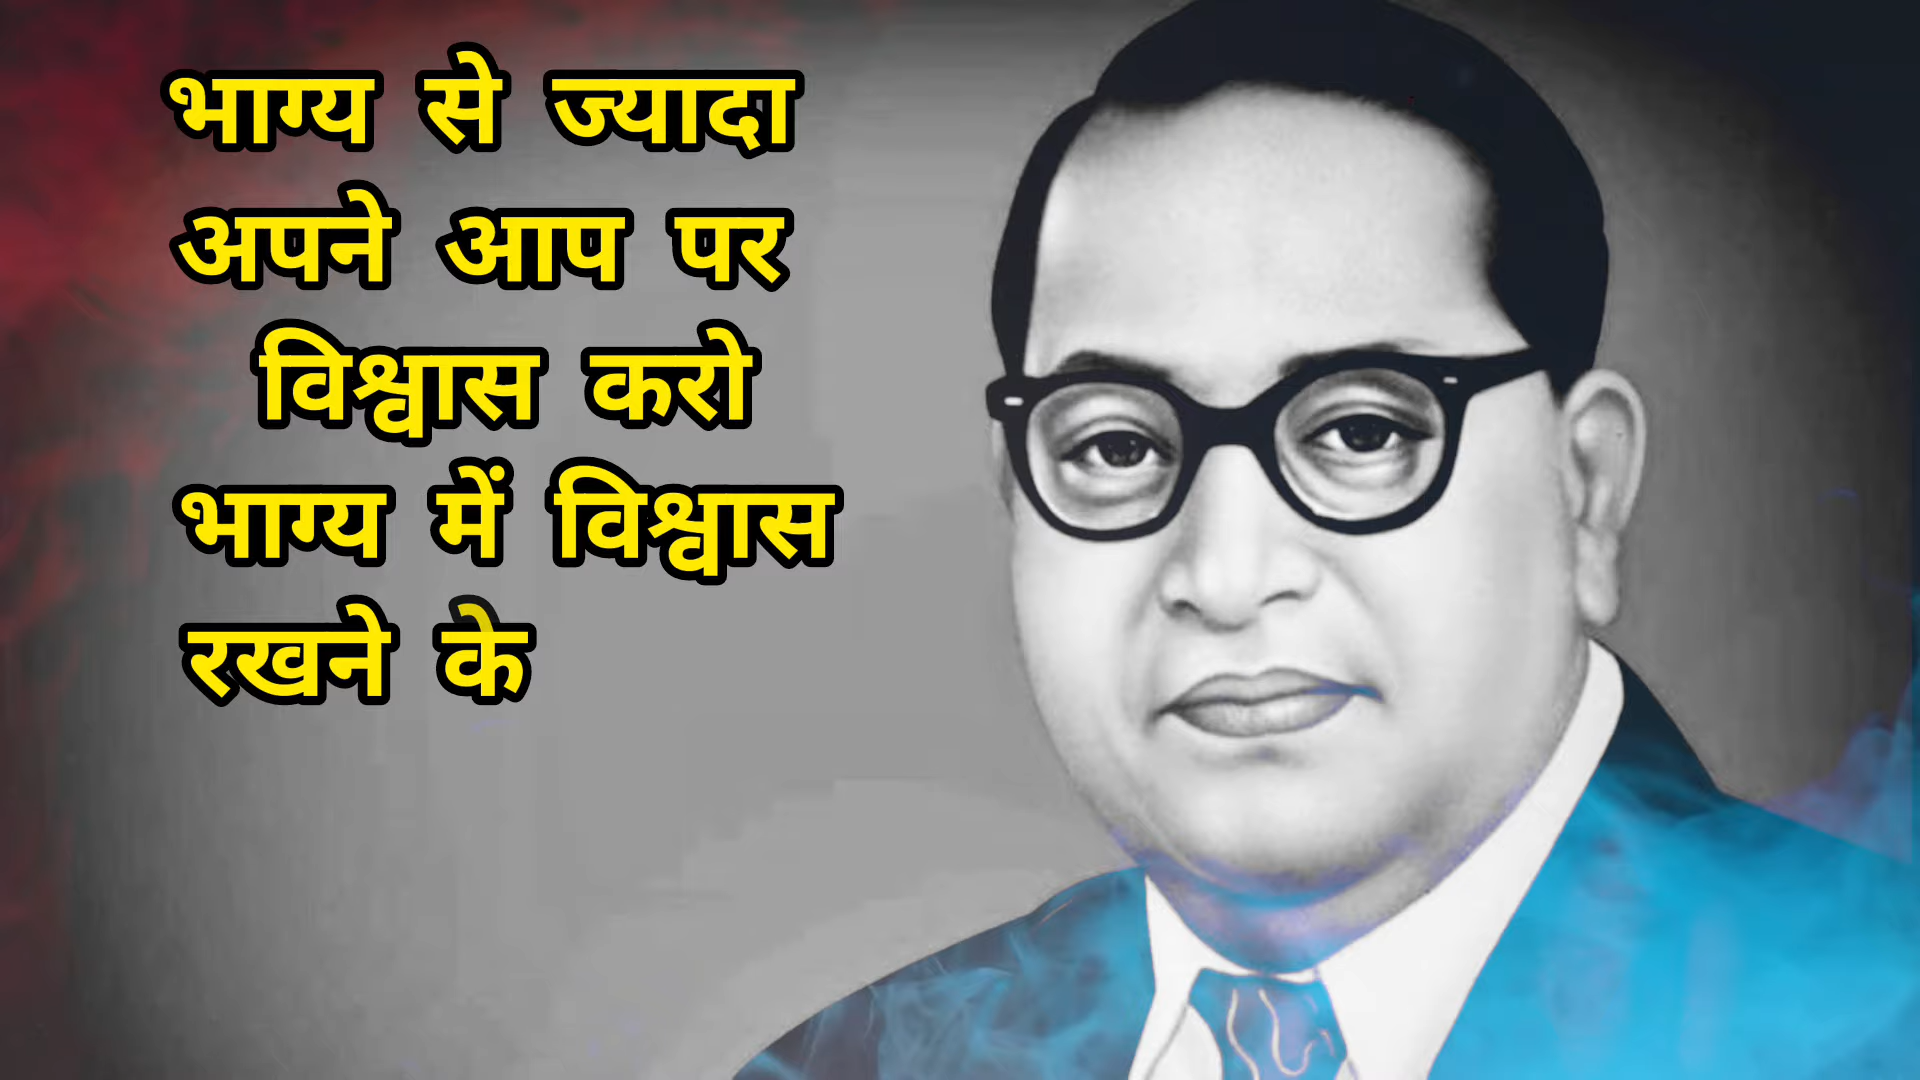 भाग्य से ज्यादा
अपने आप पर
विश्वास करो
भाग्य में विश्वास
रखने के